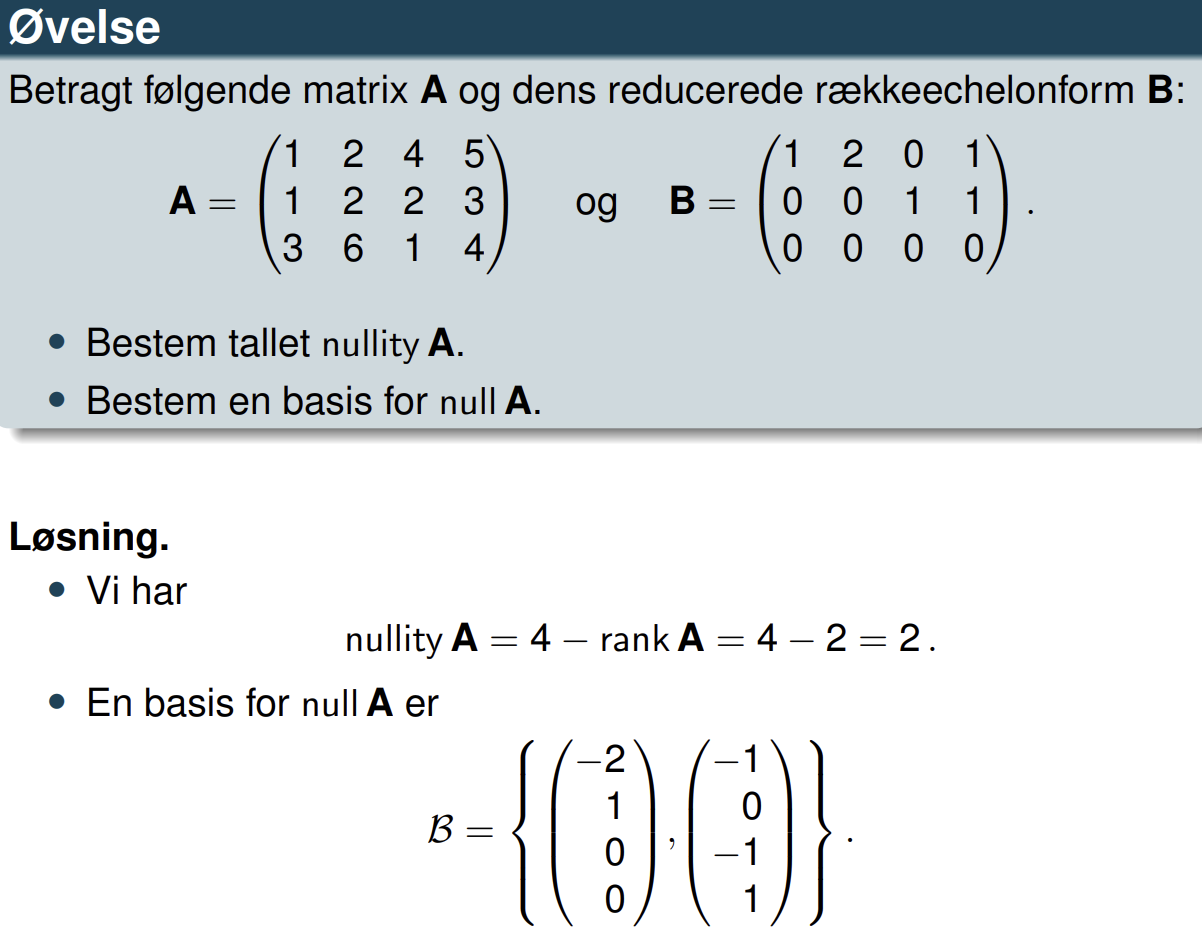 Øvelse
Betragt følgende matrix A og dens reducerede rækkeechelonform B:
A = (1 2 4 5; 1 2 2 3; 3 6 1 4) og B = (1 2 0 1; 0 0 1 1; 0 0 0 0).
• Bestem tallet nullity A.
• Bestem en basis for null A.
Løsning.
• Vi har
nullity A = 4 − rank A = 4 − 2 = 2.
• En basis for null A er
ℬ = { (−2; 1; 0; 0), (−1; 0; −1; 1) }.